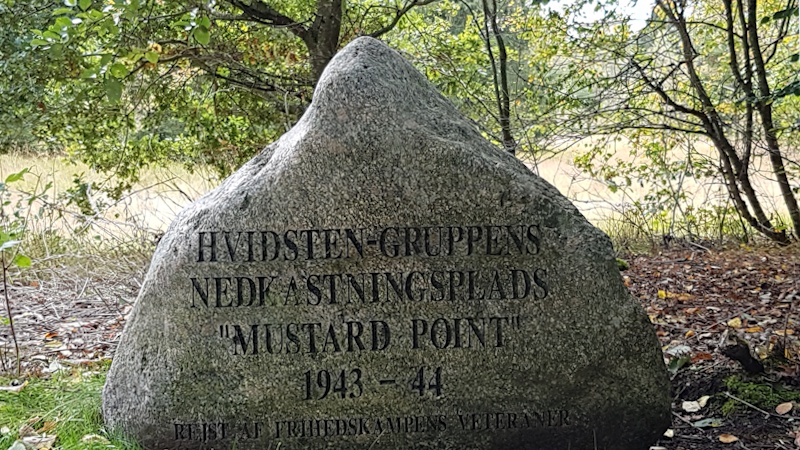 HVIDSTEN-GRUPPENS
NEDKASTNINGSPLADS
"MUSTARD POINT"
1943 - 44
REJST AF FRIHEDSKAMPENS VETERANER